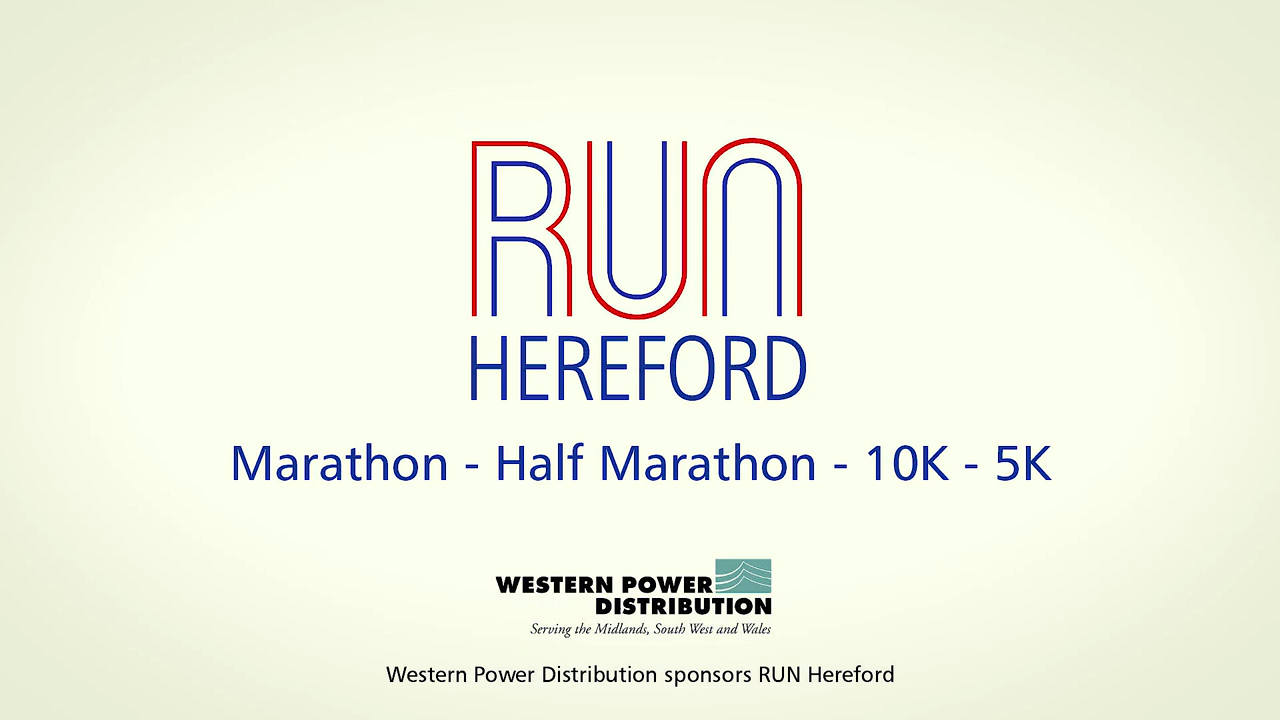 RUN
HEREFORD
Marathon - Half Marathon - 10K - 5K
WESTERN POWER
DISTRIBUTION
Serving the Midlands, South West and Wales
Western Power Distribution sponsors RUN Hereford